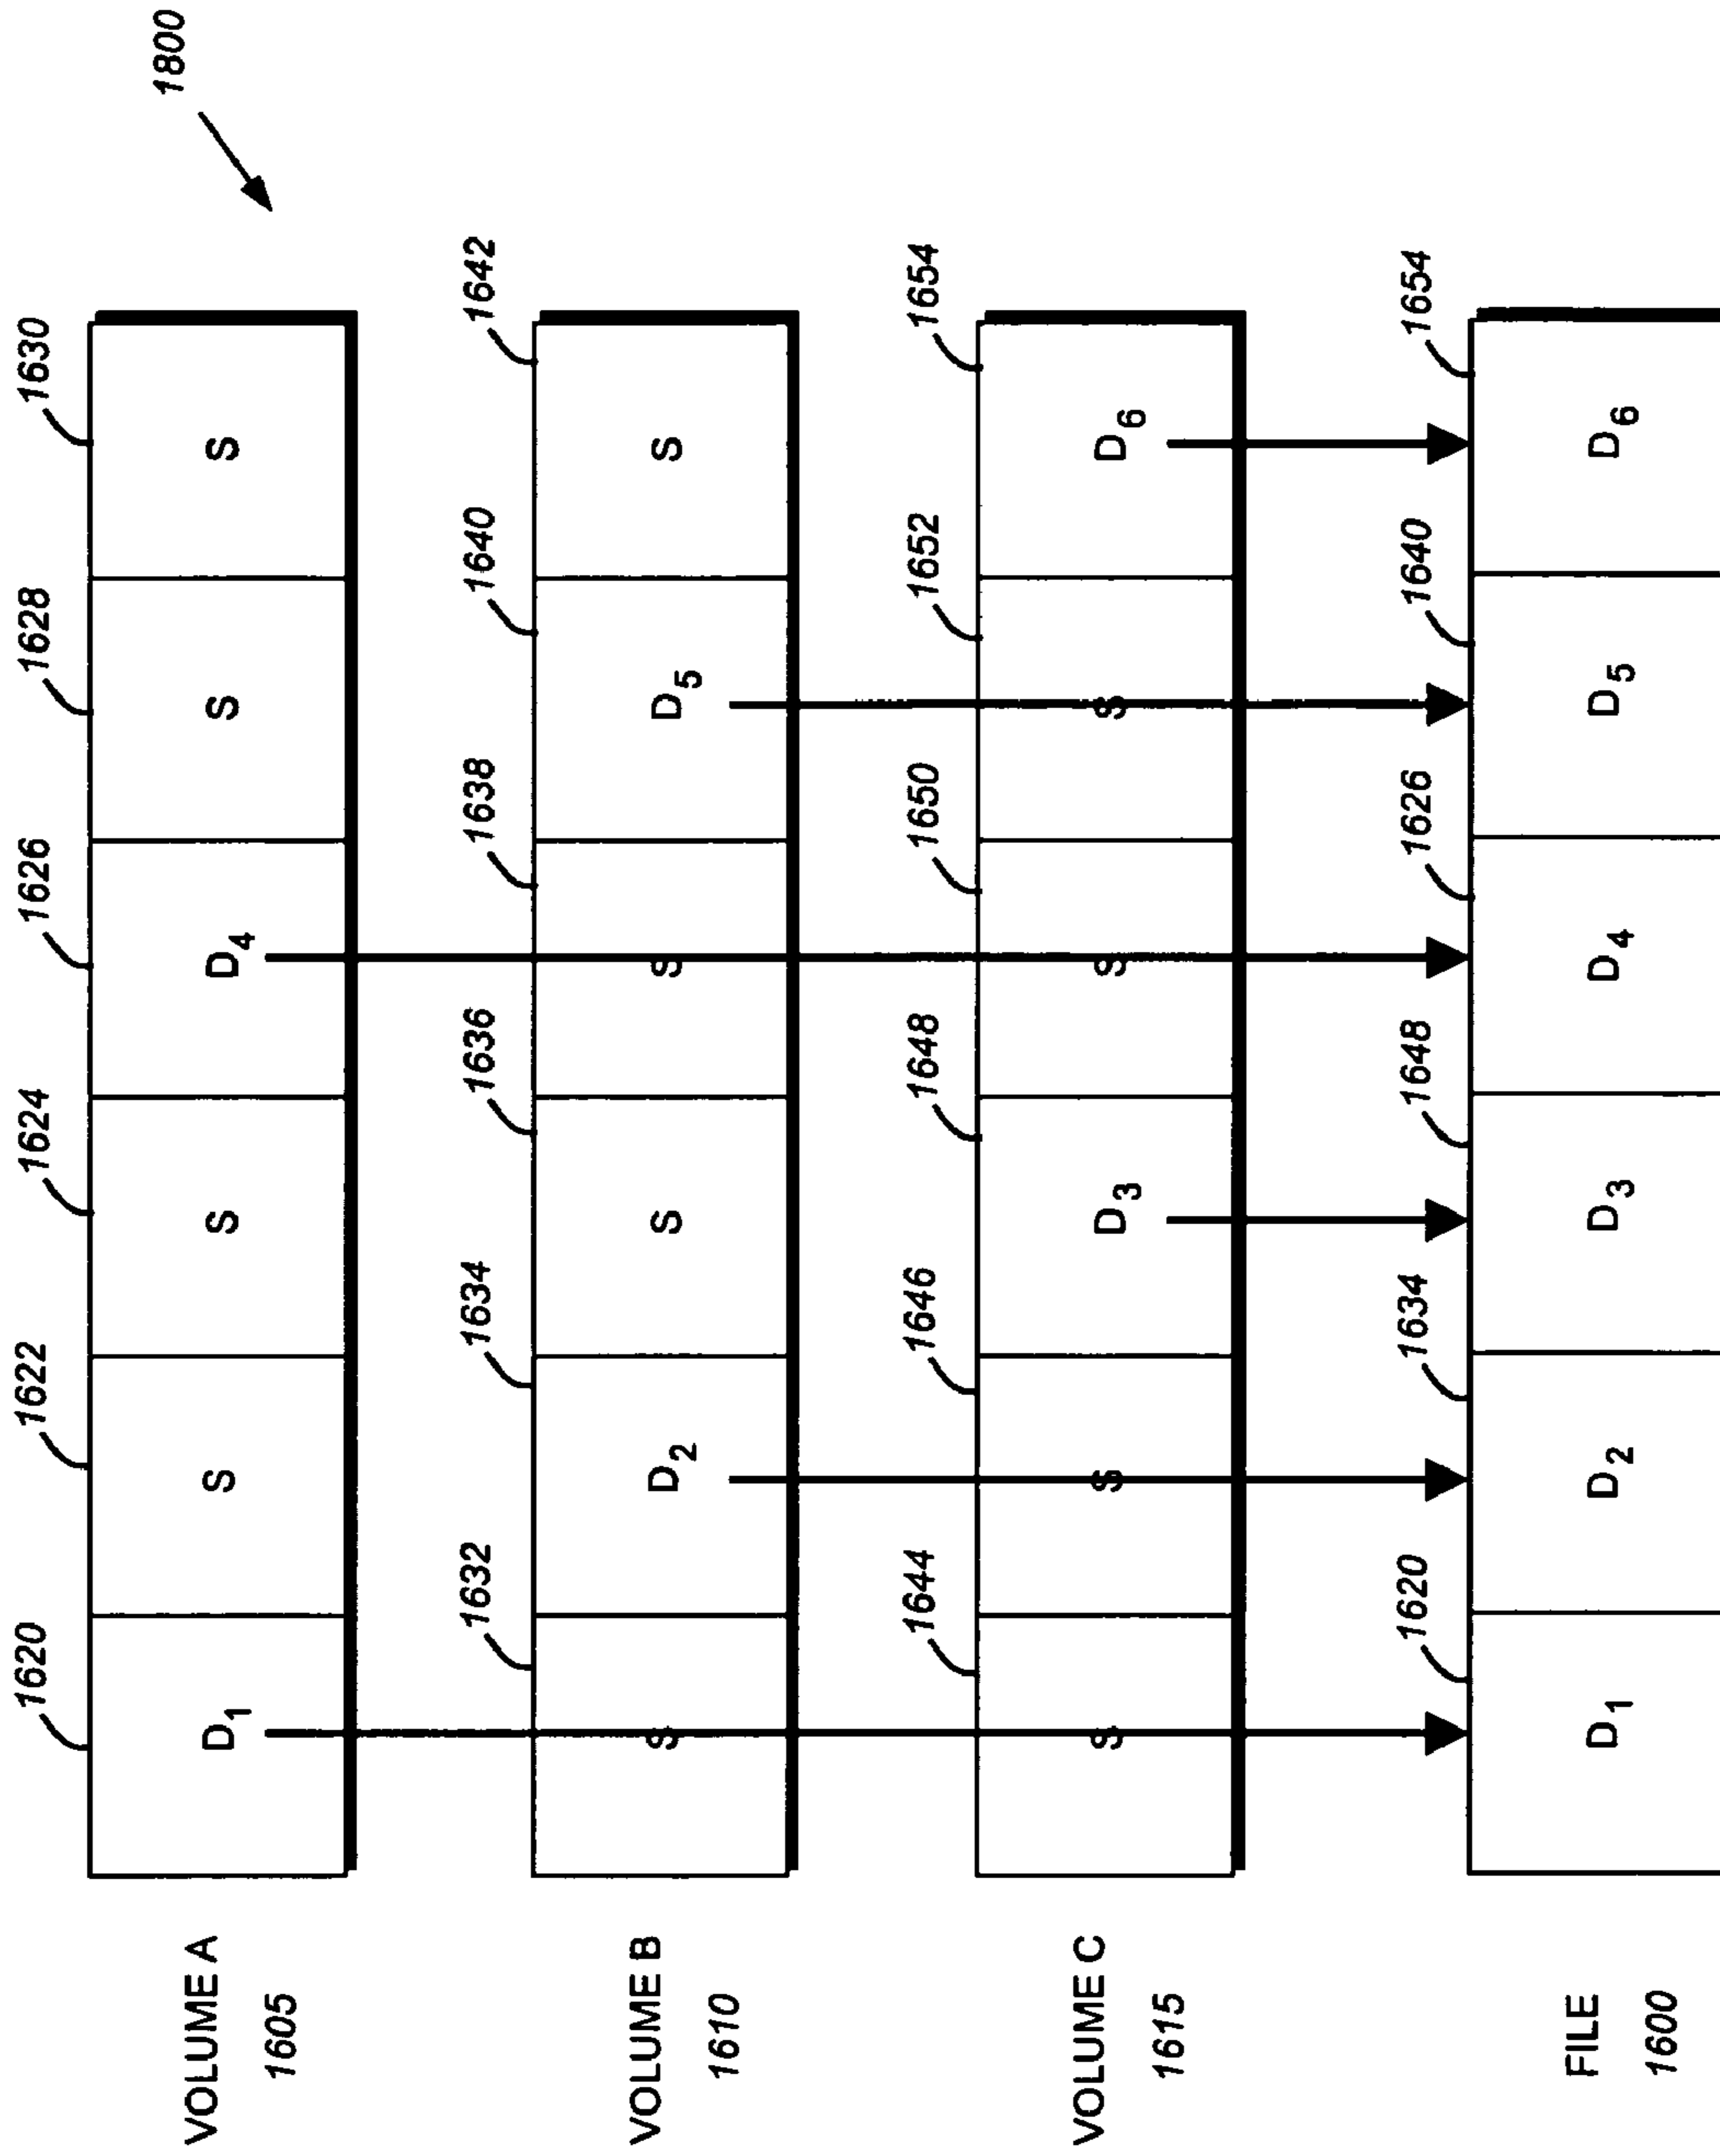 1620 1622 1624 1626 1628 1630
1800
VOLUME A D1 S S D4 S S
1605
1632 1634 1636 1638 1640 1642
VOLUME B S D2 S S D5 S
1610
1644 1646 1648 1650 1652 1654
VOLUME C S S D3 S S D6
1615
1620 1634 1648 1626 1640 1654
FILE D1 D2 D3 D4 D5 D6
1600